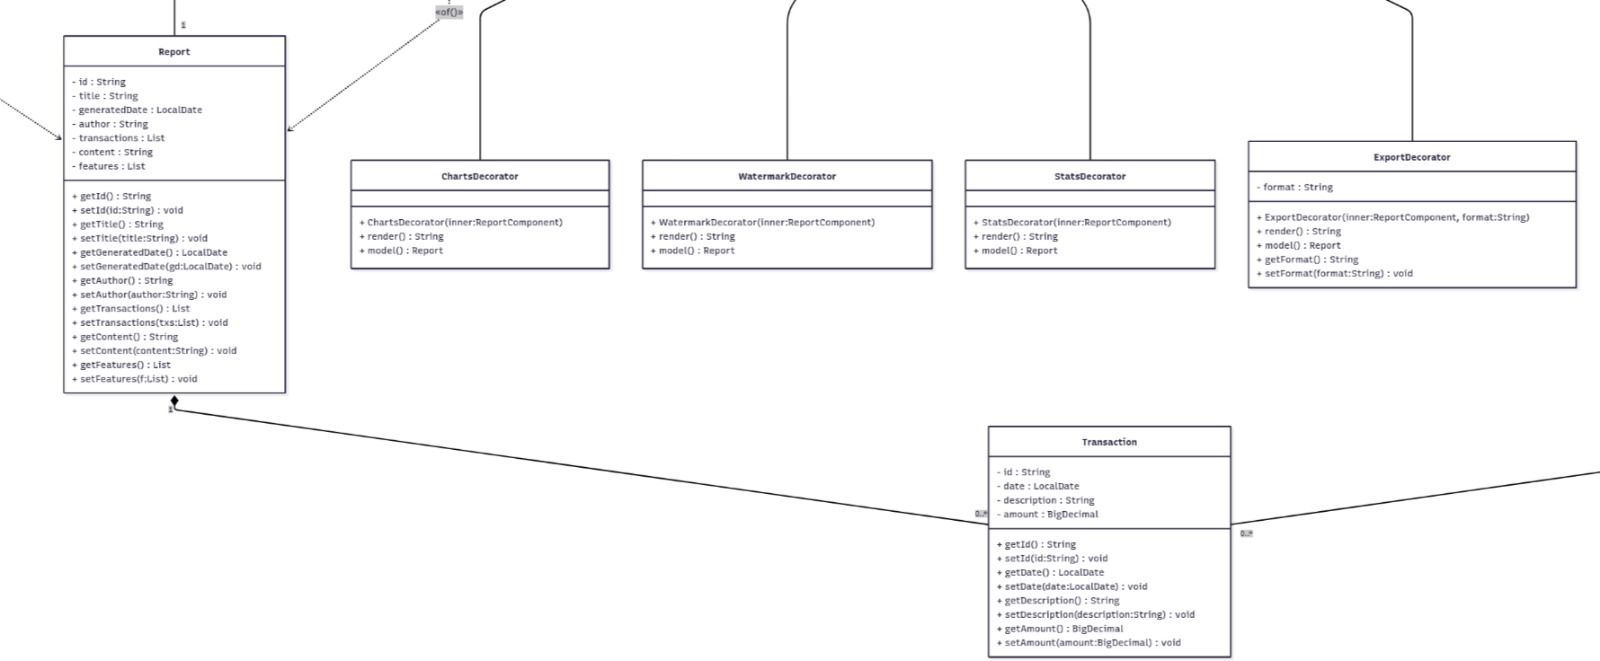 1
«of()»
Report
- id : String
- title : String
- generatedDate : LocalDate
- author : String
- transactions : List
- content : String
- features : List
+ getId() : String
+ setId(id:String) : void
+ getTitle() : String
+ setTitle(title:String) : void
+ getGeneratedDate() : LocalDate
+ setGeneratedDate(gd:LocalDate) : void
+ getAuthor() : String
+ setAuthor(author:String) : void
+ getTransactions() : List
+ setTransactions(txs:List) : void
+ getContent() : String
+ setContent(content:String) : void
+ getFeatures() : List
+ setFeatures(f:List) : void
1
ChartsDecorator
+ ChartsDecorator(inner:ReportComponent)
+ render() : String
+ model() : Report
WatermarkDecorator
+ WatermarkDecorator(inner:ReportComponent)
+ render() : String
+ model() : Report
StatsDecorator
+ StatsDecorator(inner:ReportComponent)
+ render() : String
+ model() : Report
ExportDecorator
- format : String
+ ExportDecorator(inner:ReportComponent, format:String)
+ render() : String
+ model() : Report
+ getFormat() : String
+ setFormat(format:String) : void
Transaction
- id : String
- date : LocalDate
- description : String
- amount : BigDecimal
+ getId() : String
+ setId(id:String) : void
+ getDate() : LocalDate
+ setDate(date:LocalDate) : void
+ getDescription() : String
+ setDescription(description:String) : void
+ getAmount() : BigDecimal
+ setAmount(amount:BigDecimal) : void
0..*
0..*